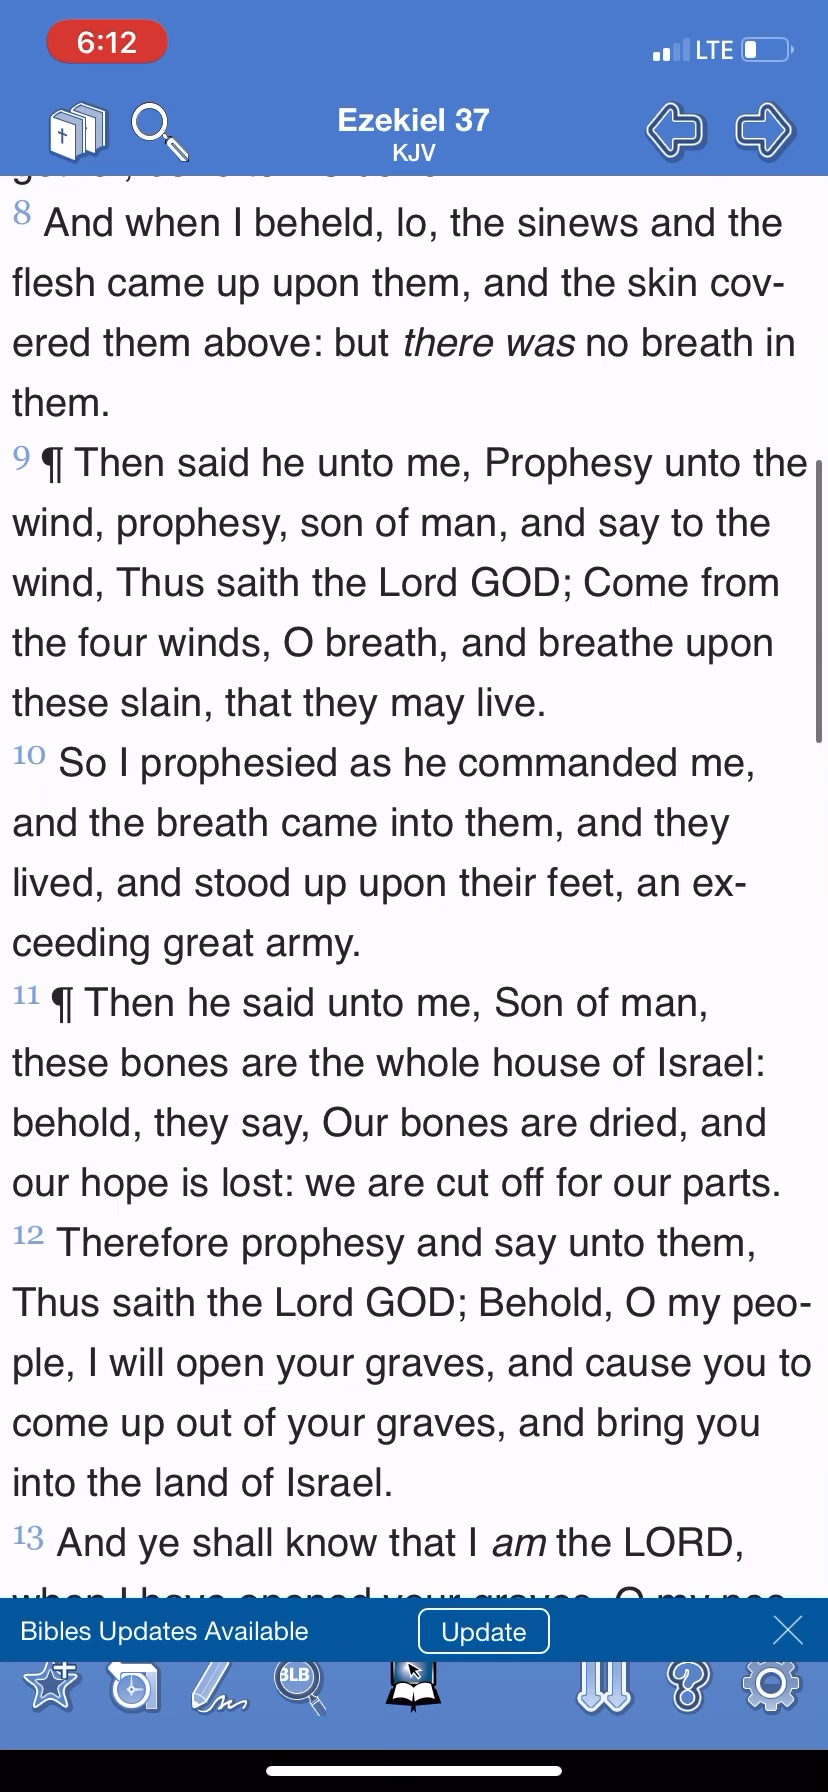 6:12
LTE
Ezekiel 37
KJV
8 And when I beheld, lo, the sinews and the
flesh came up upon them, and the skin cov-
ered them above: but there was no breath in
them.
9 ¶ Then said he unto me, Prophesy unto the
wind, prophesy, son of man, and say to the
wind, Thus saith the Lord GOD; Come from
the four winds, O breath, and breathe upon
these slain, that they may live.
10 So I prophesied as he commanded me,
and the breath came into them, and they
lived, and stood up upon their feet, an ex-
ceeding great army.
11 ¶ Then he said unto me, Son of man,
these bones are the whole house of Israel:
behold, they say, Our bones are dried, and
our hope is lost: we are cut off for our parts.
12 Therefore prophesy and say unto them,
Thus saith the Lord GOD; Behold, O my peo-
ple, I will open your graves, and cause you to
come up out of your graves, and bring you
into the land of Israel.
13 And ye shall know that I am the LORD,
when I have opened your graves, O my peo-
Bibles Updates Available
Update
BLB